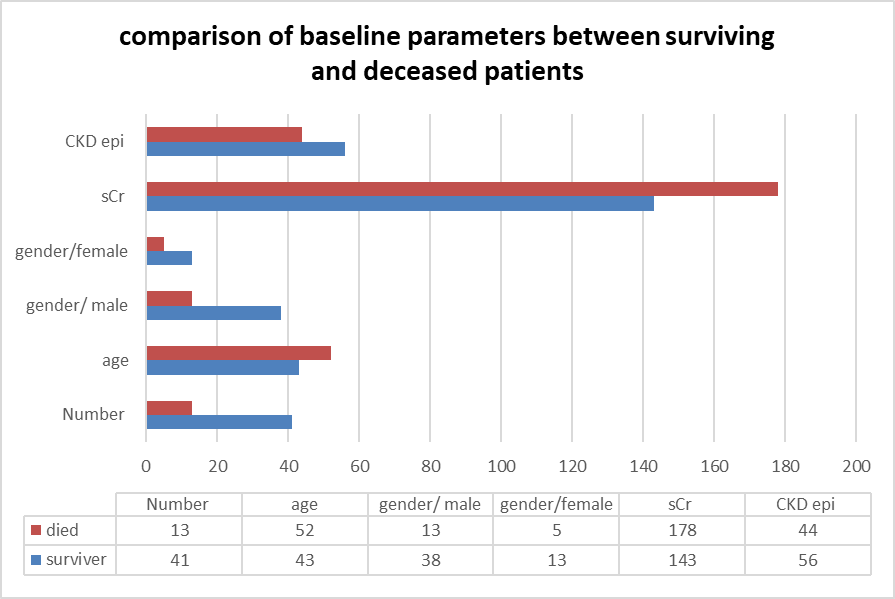 comparison of baseline parameters between surviving
and deceased patients
CKD epi
sCr
gender/female
gender/ male
age
Number
0 20 40 60 80 100 120 140 160 180 200
Number age gender/ male gender/female sCr CKD epi
died 13 52 13 5 178 44
surviver 41 43 38 13 143 56